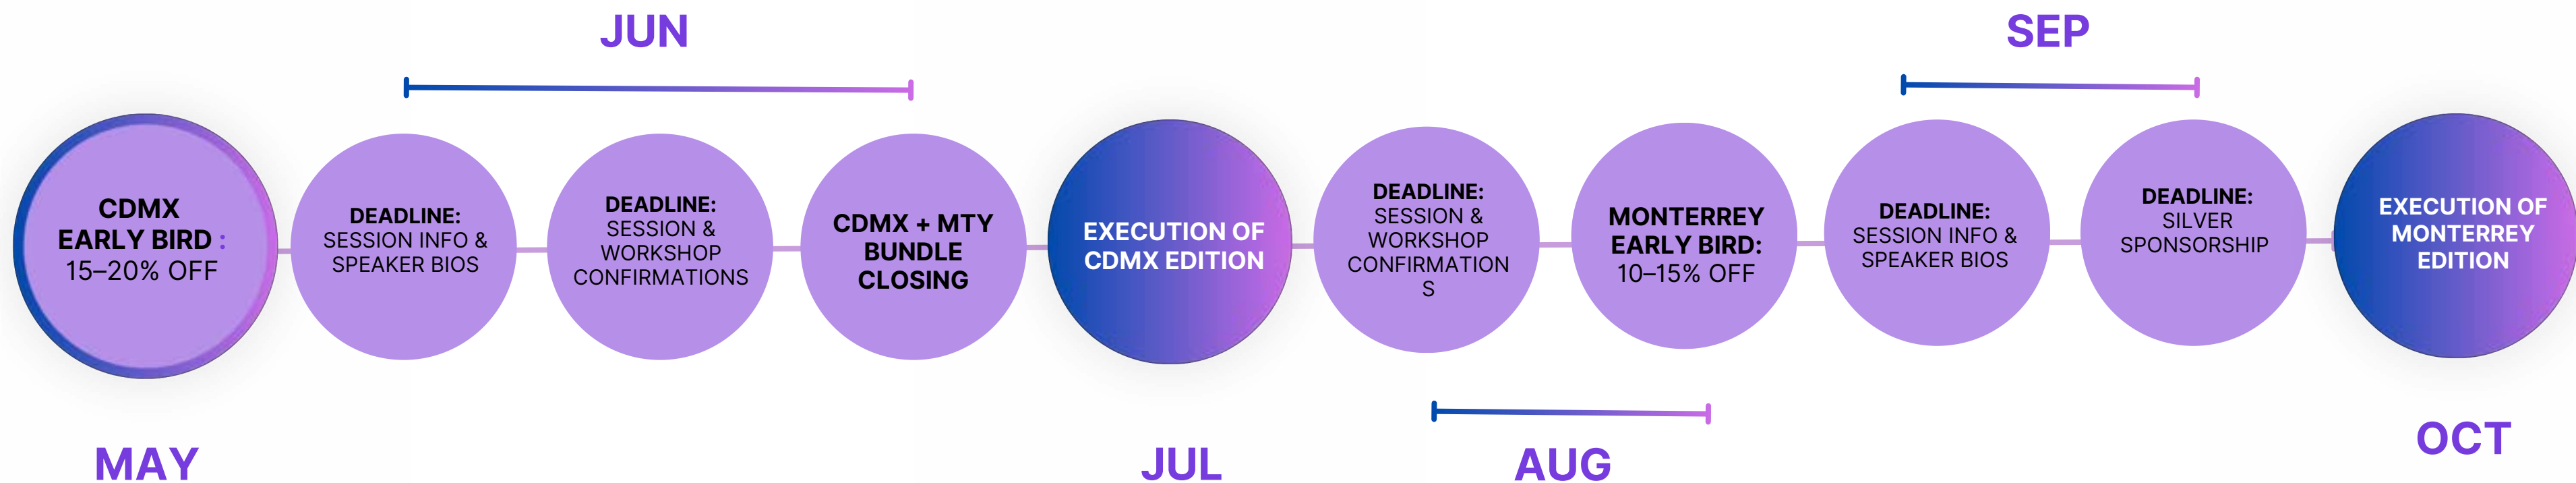 JUN
SEP
CDMX
EARLY BIRD :
15–20% OFF
DEADLINE:
SESSION INFO &
SPEAKER BIOS
DEADLINE:
SESSION &
WORKSHOP
CONFIRMATIONS
CDMX + MTY
BUNDLE
CLOSING
EXECUTION OF
CDMX EDITION
DEADLINE:
SESSION &
WORKSHOP
CONFIRMATION
S
MONTERREY
EARLY BIRD:
10–15% OFF
DEADLINE:
SESSION INFO &
SPEAKER BIOS
DEADLINE:
SILVER
SPONSORSHIP
EXECUTION OF
MONTERREY
EDITION
MAY
JUL
AUG
OCT